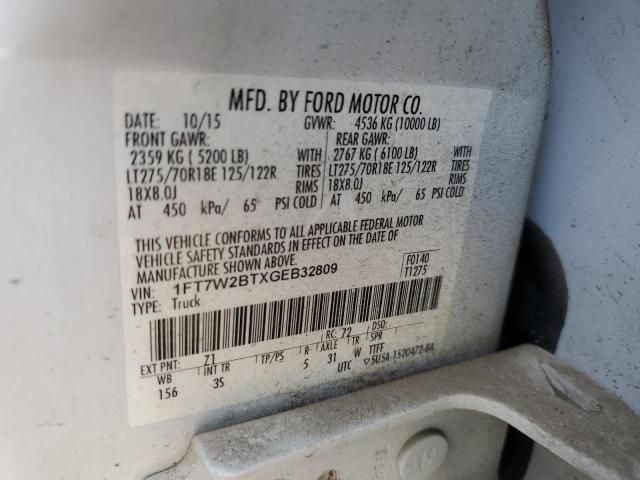 MFD. BY FORD MOTOR CO.
DATE: 10/15 GVWR: 4536 KG (10000 LB)
FRONT GAWR: REAR GAWR:
2359 KG ( 5200 LB) WITH 2767 KG ( 6100 LB)
LT275/70R18E 125/122R TIRES LT275/70R18E 125/122R
18X8.0J RIMS 18X8.0J
AT 450 kPa/ 65 PSI COLD AT 450 kPa/ 65 PSI COLD
THIS VEHICLE CONFORMS TO ALL APPLICABLE FEDERAL MOTOR
VEHICLE SAFETY STANDARDS IN EFFECT ON THE DATE OF
MANUFACTURE SHOWN ABOVE.
VIN: 1FT7W2BTXGEB32809 F0140
TYPE: Truck T1275
EXT PNT: Z1 RC: 72 DSO:
WB INT TR TP/PS R AXLE TR SPR
156 3S 5 31 W TTFF
UTC ▽5U5A-1520472-BA